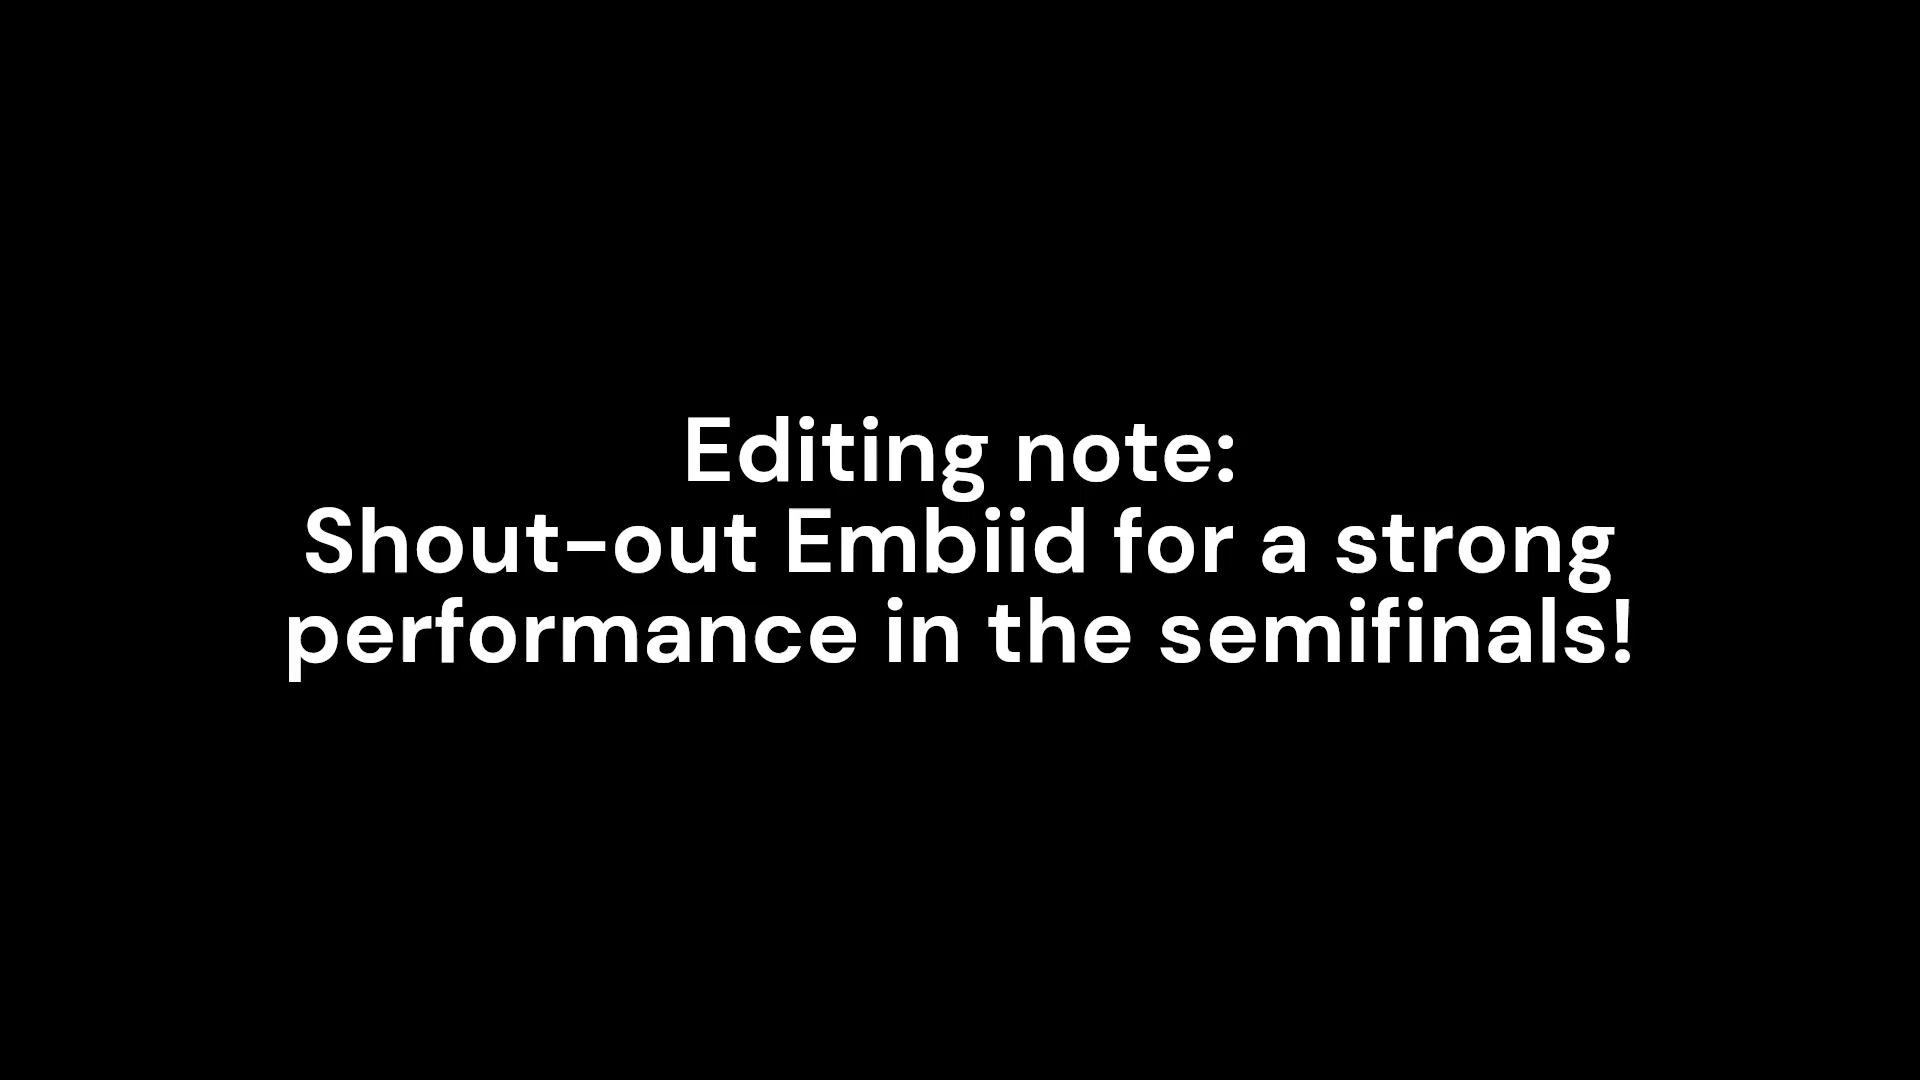 Editing note:
Shout-out Embiid for a strong
performance in the semifinals!